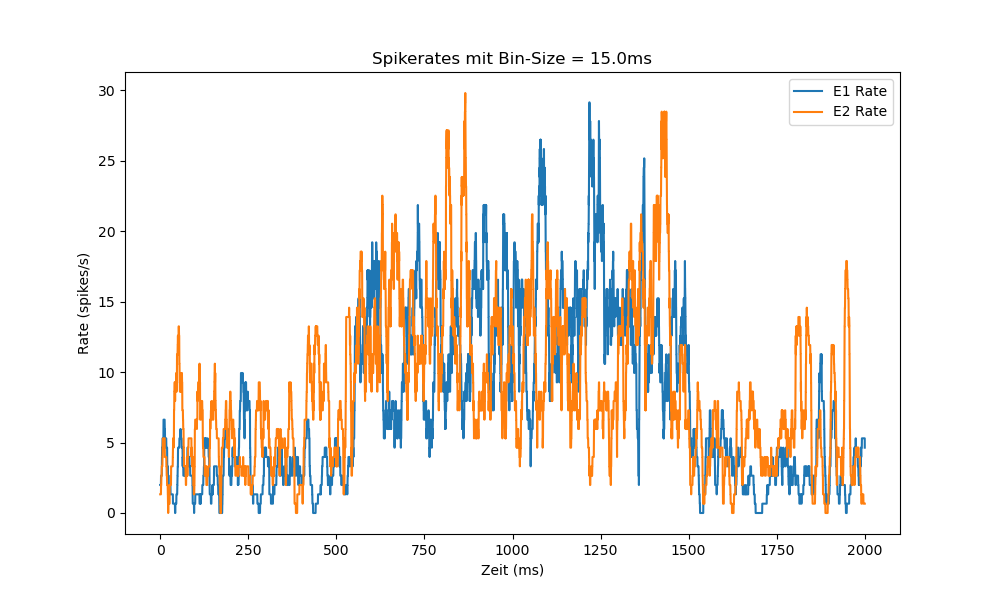 Spikerates mit Bin-Size = 15.0ms
E1 Rate
E2 Rate
Rate (spikes/s)
30
25
20
15
10
5
0
0 250 500 750 1000 1250 1500 1750 2000
Zeit (ms)